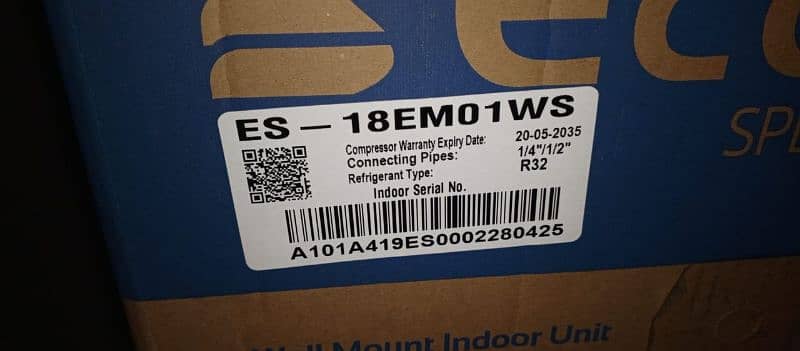 ES – 18EM01WS
Compressor Warranty Expiry Date: 20-05-2035
Connecting Pipes: 1/4"/1/2"
Refrigerant Type: R32
Indoor Serial No.
A101A419ES0002280425
Wall Mount Indoor Unit